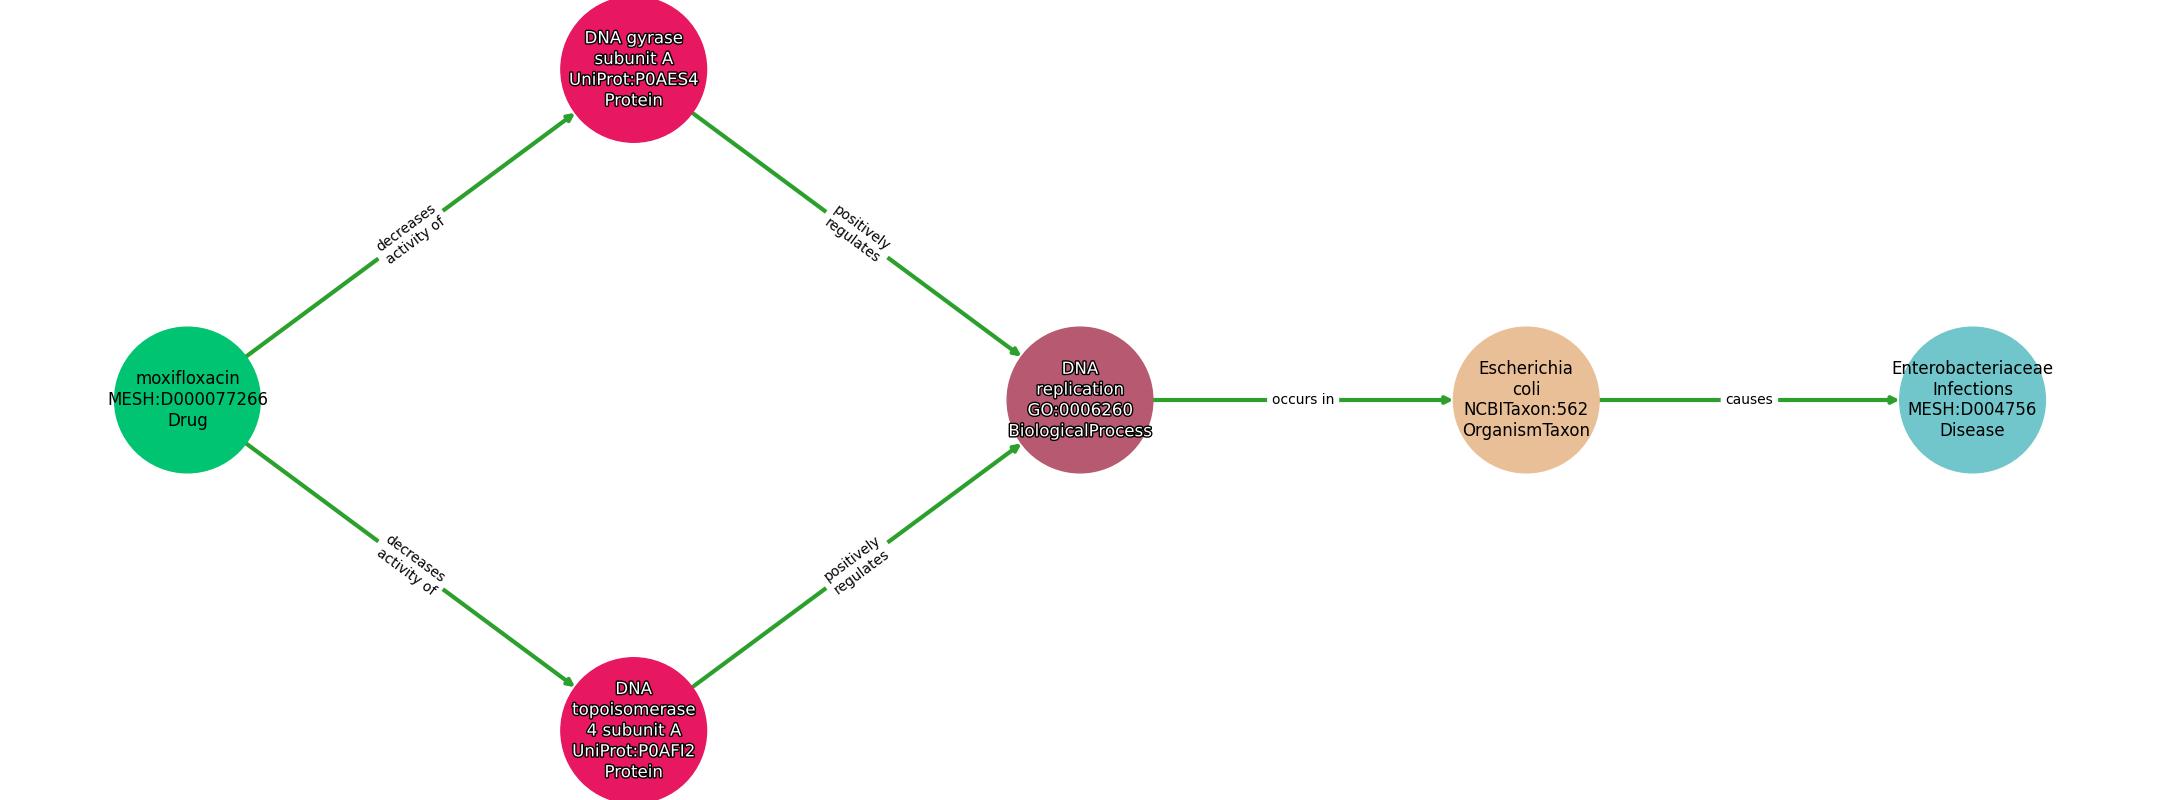 DNA gyrase
subunit A
UniProt:P0AES4
Protein
decreases
activity of
positively
regulates
moxifloxacin
MESH:D000077266
Drug
DNA
replication
GO:0006260
BiologicalProcess
occurs in
Escherichia
coli
NCBITaxon:562
OrganismTaxon
causes
Enterobacteriaceae
Infections
MESH:D004756
Disease
decreases
activity of
positively
regulates
DNA
topoisomerase
4 subunit A
UniProt:P0AFI2
Protein